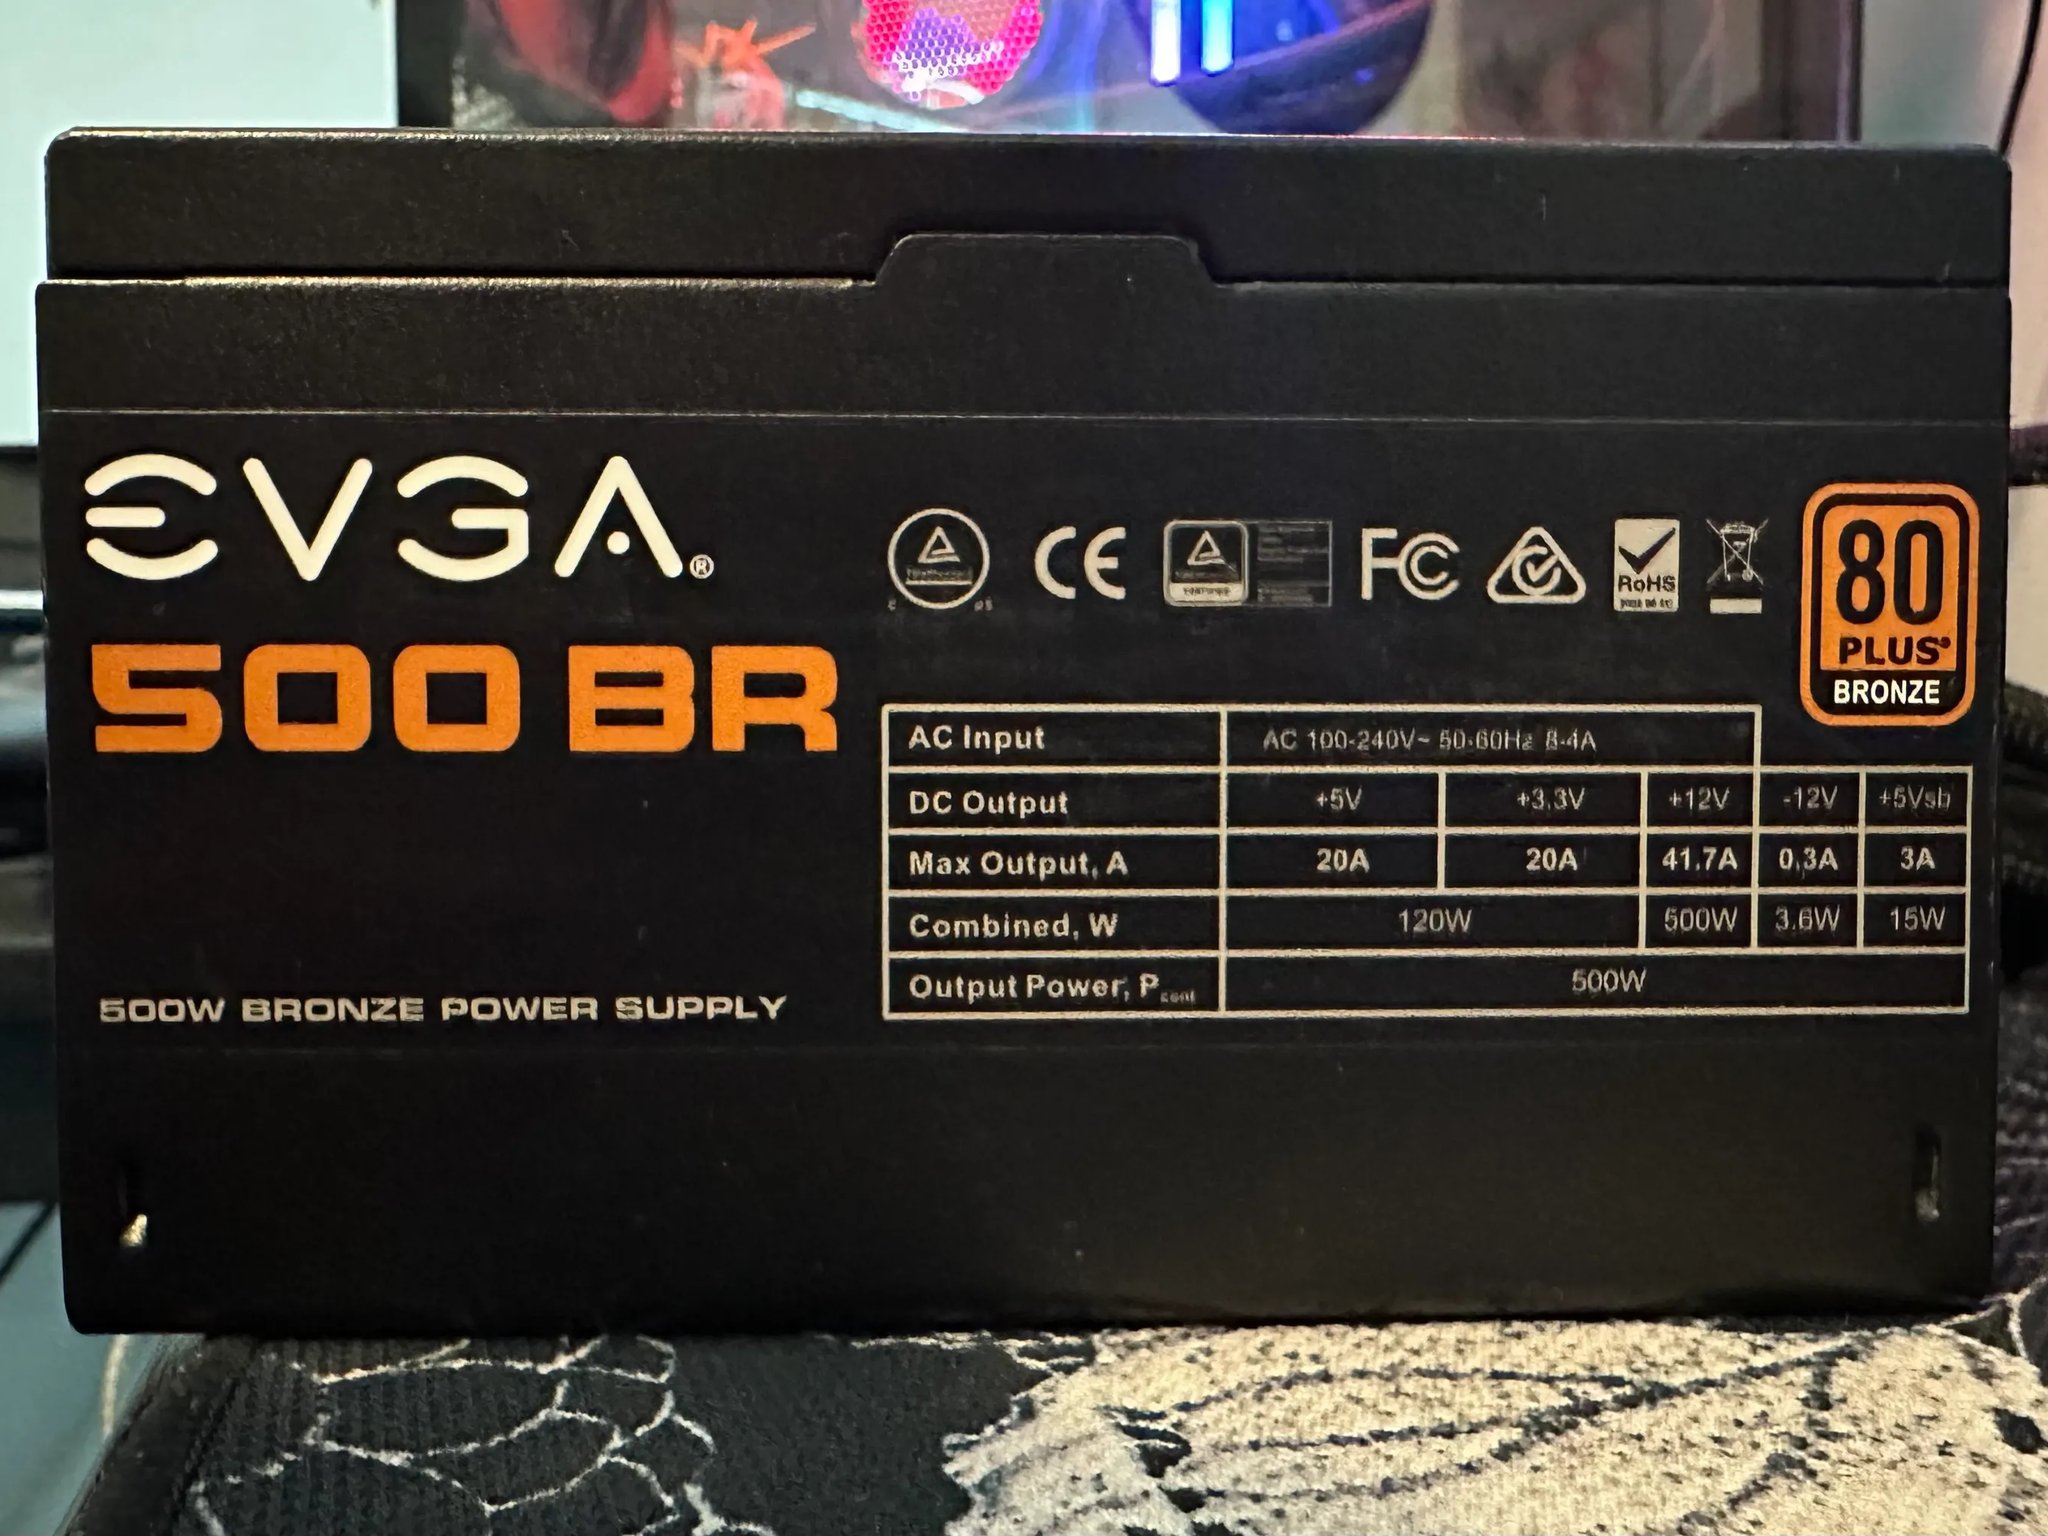 EVGA®
500 BR
500W BRONZE POWER SUPPLY
CE
FC
RoHS
80
PLUS®
BRONZE
AC Input AC 100-240V~ 50-60Hz 8-4A
DC Output +5V +3.3V +12V -12V +5Vsb
Max Output, A 20A 20A 41.7A 0.3A 3A
Combined, W 120W 500W 3.6W 15W
Output Power, Pcont 500W